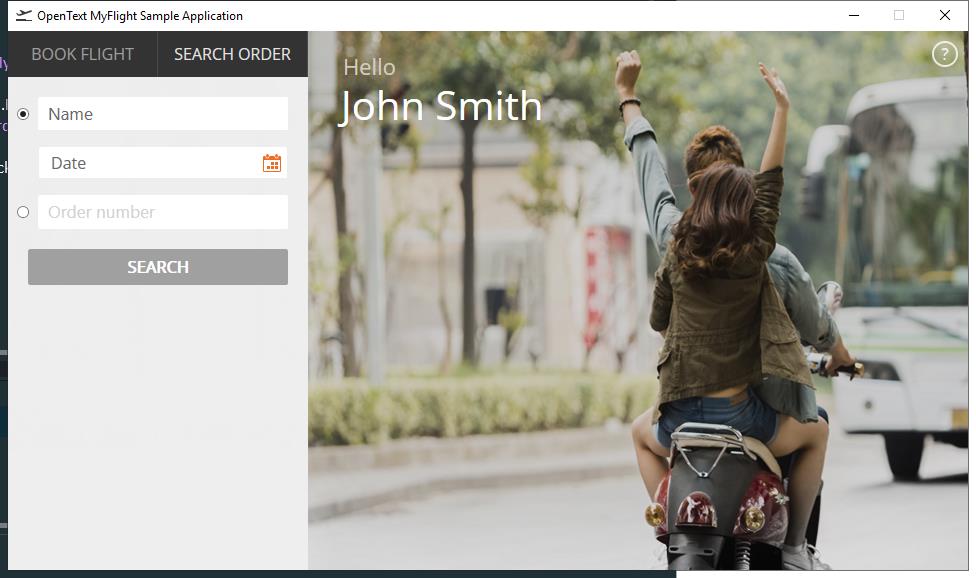 OpenText MyFlight Sample Application
BOOK FLIGHT
SEARCH ORDER
Name
Date
Order number
SEARCH
Hello
John Smith
?